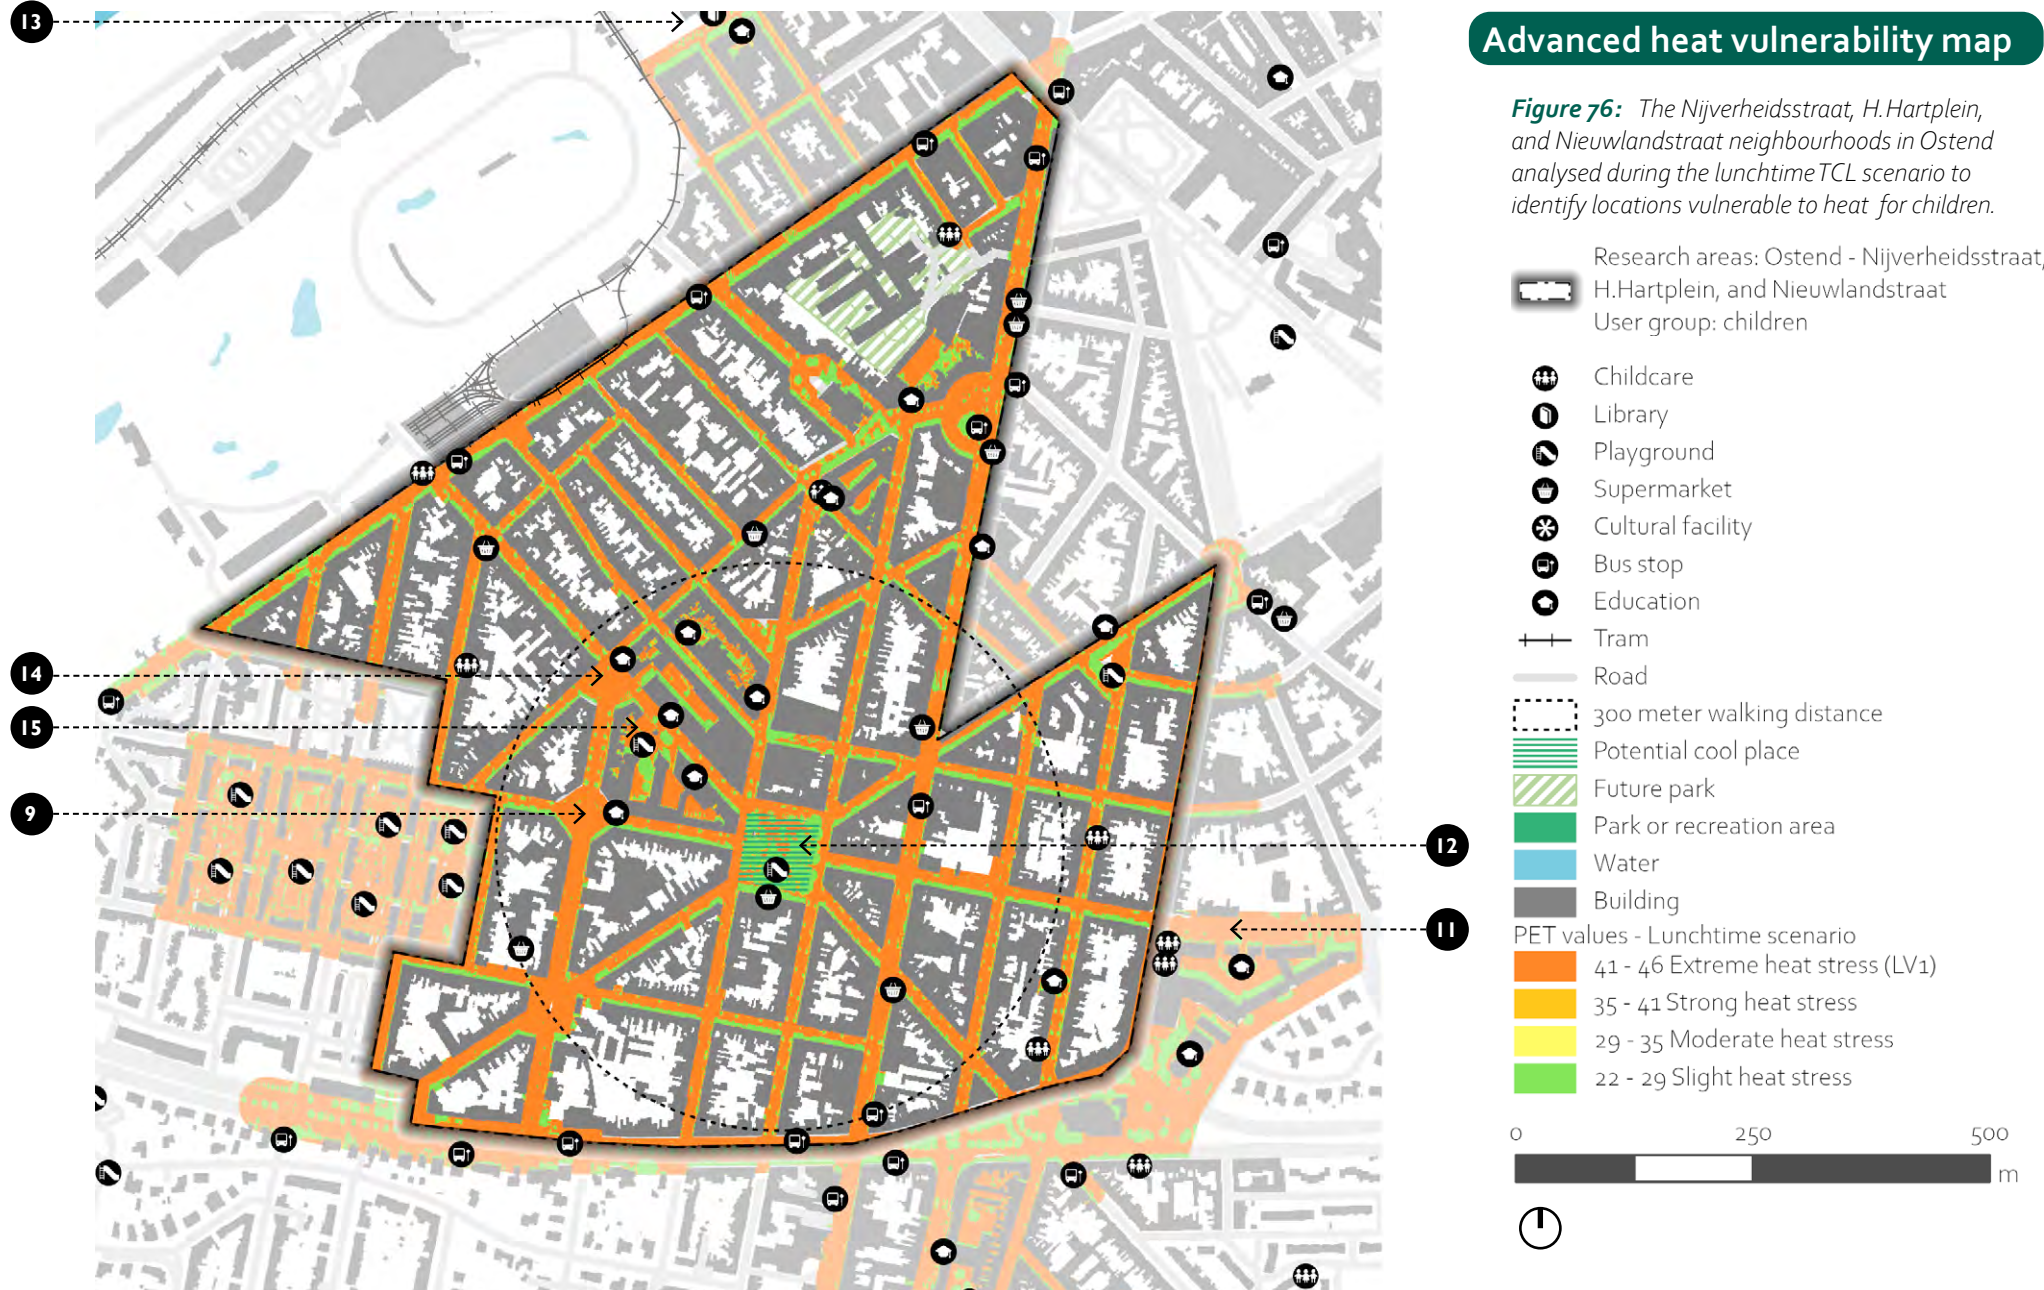 13
14
15
9
12
11
Advanced heat vulnerability map
Figure 76: The Nijverheidsstraat, H.Hartplein,
and Nieuwlandstraat neighbourhoods in Ostend
analysed during the lunchtime TCL scenario to
identify locations vulnerable to heat for children.
Research areas: Ostend - Nijverheidsstraat,
H.Hartplein, and Nieuwlandstraat
User group: children
Childcare
Library
Playground
Supermarket
Cultural facility
Bus stop
Education
Tram
Road
300 meter walking distance
Potential cool place
Future park
Park or recreation area
Water
Building
PET values - Lunchtime scenario
41 - 46 Extreme heat stress (LV1)
35 - 41 Strong heat stress
29 - 35 Moderate heat stress
22 - 29 Slight heat stress
0 250 500
m